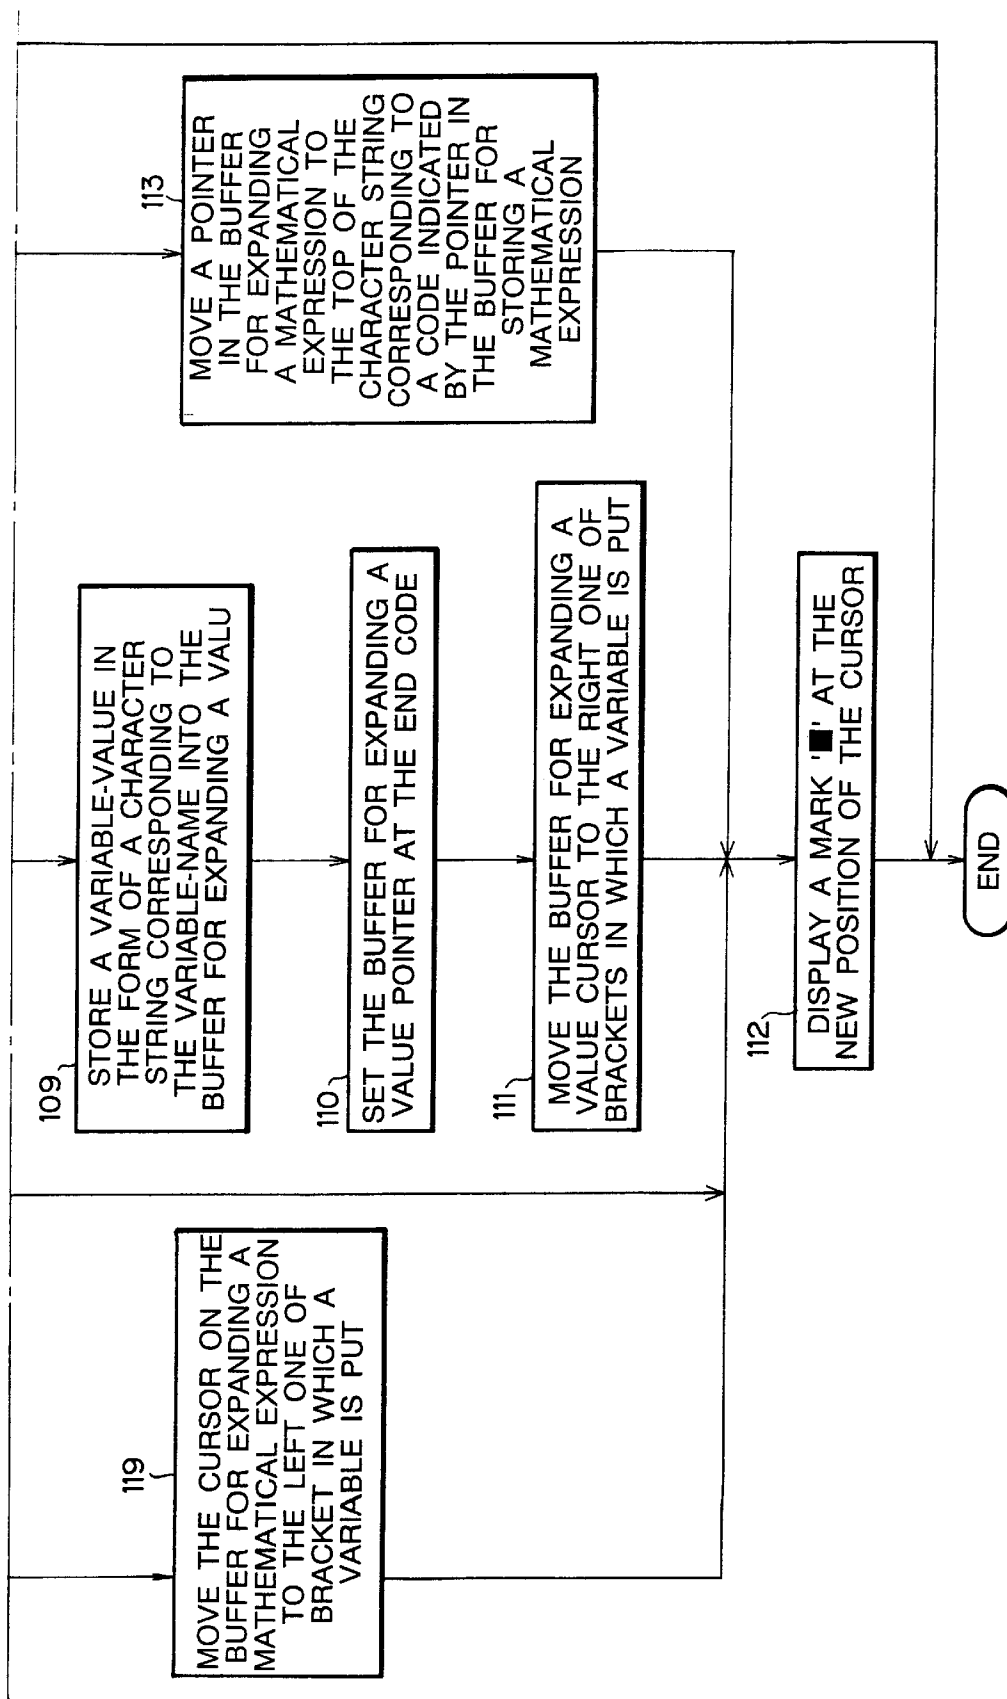 119
MOVE THE CURSOR ON THE
BUFFER FOR EXPANDING A
MATHEMATICAL EXPRESSION
TO THE LEFT ONE OF
BRACKET IN WHICH A
VARIABLE IS PUT
109
STORE A VARIABLE-VALUE IN
THE FORM OF A CHARACTER
STRING CORRESPONDING TO
THE VARIABLE-NAME INTO THE
BUFFER FOR EXPANDING A VALU
110
SET THE BUFFER FOR EXPANDING A
VALUE POINTER AT THE END CODE
111
MOVE THE BUFFER FOR EXPANDING A
VALUE CURSOR TO THE RIGHT ONE OF
BRACKETS IN WHICH A VARIABLE IS PUT
112
DISPLAY A MARK '■' AT THE
NEW POSITION OF THE CURSOR
END
113
MOVE A POINTER
IN THE BUFFER
FOR EXPANDING
A MATHEMATICAL
EXPRESSION TO
THE TOP OF THE
CHARACTER STRING
CORRESPONDING TO
A CODE INDICATED
BY THE POINTER IN
THE BUFFER FOR
STORING A
MATHEMATICAL
EXPRESSION